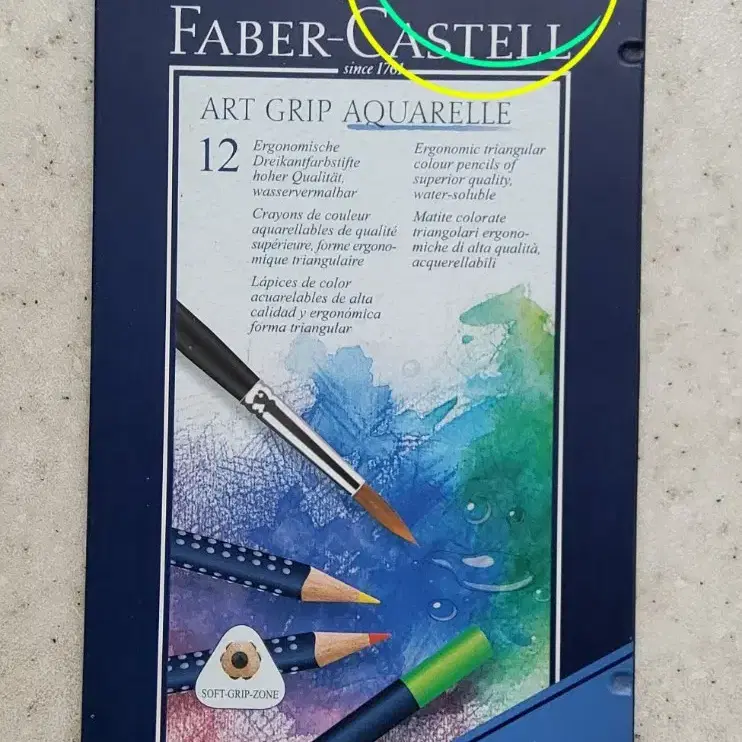 FABER-CASTELL
since 1761
ART GRIP AQUARELLE
12
Ergonomische
Dreikantfarbstifte
hoher Qualität,
wasservermalbar
Crayons de couleur
aquarellables de qualité
supérieure, forme ergono-
mique triangulaire
Lápices de color
acuarelables de alta
calidad y ergonómica
forma triangular
Ergonomic triangular
colour pencils of
superior quality,
water-soluble
Matite colorate
triangolari ergono-
miche di alta qualità,
acquerellabili
SOFT-GRIP-ZONE